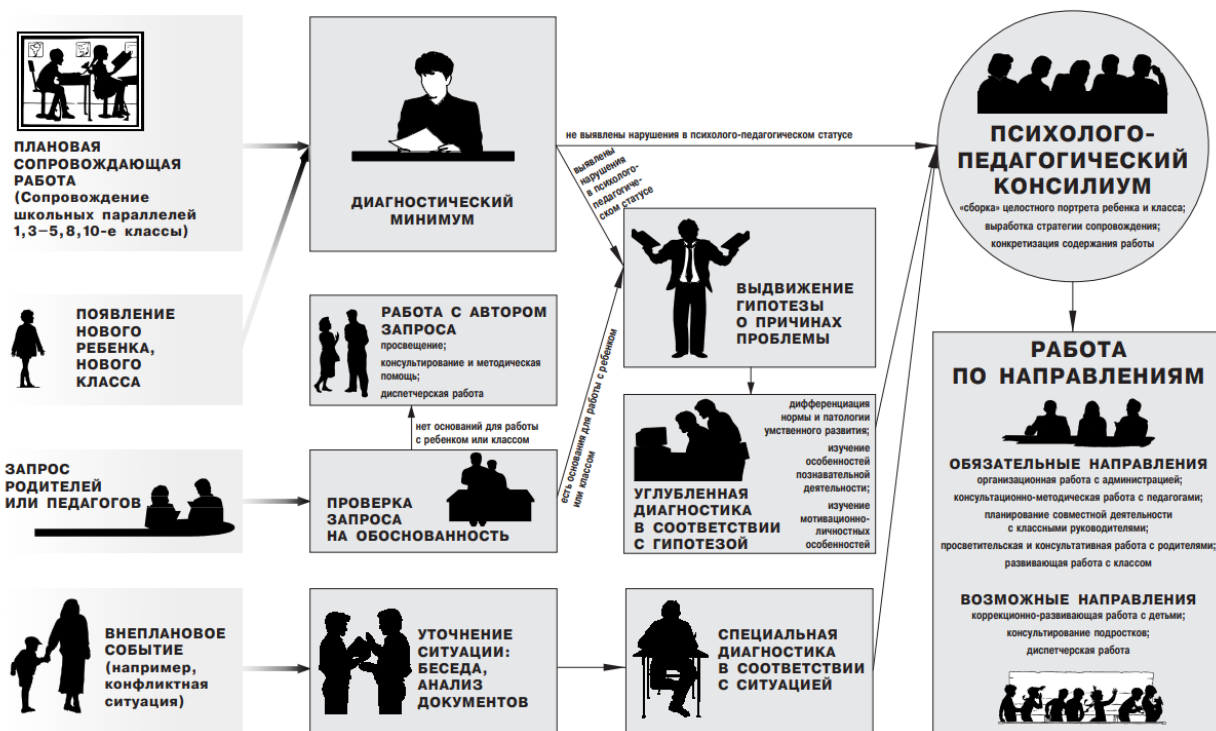 ПЛАНОВАЯ
СОПРОВОЖДАЮЩАЯ
РАБОТА
(Сопровождение
школьных параллелей
1,3–5,8,10-е классы)
ПОЯВЛЕНИЕ
НОВОГО
РЕБЕНКА,
НОВОГО
КЛАССА
ЗАПРОС
РОДИТЕЛЕЙ
ИЛИ ПЕДАГОГОВ
ВНЕПЛАНОВОЕ
СОБЫТИЕ
(например,
конфликтная
ситуация)
ДИАГНОСТИЧЕСКИЙ
МИНИМУМ
РАБОТА С АВТОРОМ
ЗАПРОСА
просвещение;
консультирование и методическая
помощь;
диспетчерская работа
нет оснований для работы
с ребенком или классом
ПРОВЕРКА
ЗАПРОСА
НА ОБОСНОВАННОСТЬ
УТОЧНЕНИЕ
СИТУАЦИИ:
БЕСЕДА,
АНАЛИЗ
ДОКУМЕНТОВ
не выявлены нарушения в психолого-педагогическом статусе
выявлены
нарушения
в психолого-
педагогиче-
ском статусе
есть основания для работы с ребенком
или классом
ВЫДВИЖЕНИЕ
ГИПОТЕЗЫ
О ПРИЧИНАХ
ПРОБЛЕМЫ
УГЛУБЛЕННАЯ
ДИАГНОСТИКА
В СООТВЕТСТВИИ
С ГИПОТЕЗОЙ
дифференциация
нормы и патологии
умственного развития;
изучение
особенностей
познавательной
деятельности;
изучение
мотивационно-
личностных
особенностей
СПЕЦИАЛЬНАЯ
ДИАГНОСТИКА
В СООТВЕТСТВИИ
С СИТУАЦИЕЙ
ПСИХОЛОГО-
ПЕДАГОГИЧЕСКИЙ
КОНСИЛИУМ
«сборка» целостного портрета ребенка и класса;
выработка стратегии сопровождения;
конкретизация содержания работы
РАБОТА
ПО НАПРАВЛЕНИЯМ
ОБЯЗАТЕЛЬНЫЕ НАПРАВЛЕНИЯ
организационная работа с администрацией;
консультационно-методическая работа с педагогами;
планирование совместной деятельности
с классными руководителями;
просветительская и консультативная работа с родителями;
развивающая работа с классом
ВОЗМОЖНЫЕ НАПРАВЛЕНИЯ
коррекционно-развивающая работа с детьми;
консультирование подростков;
диспетчерская работа